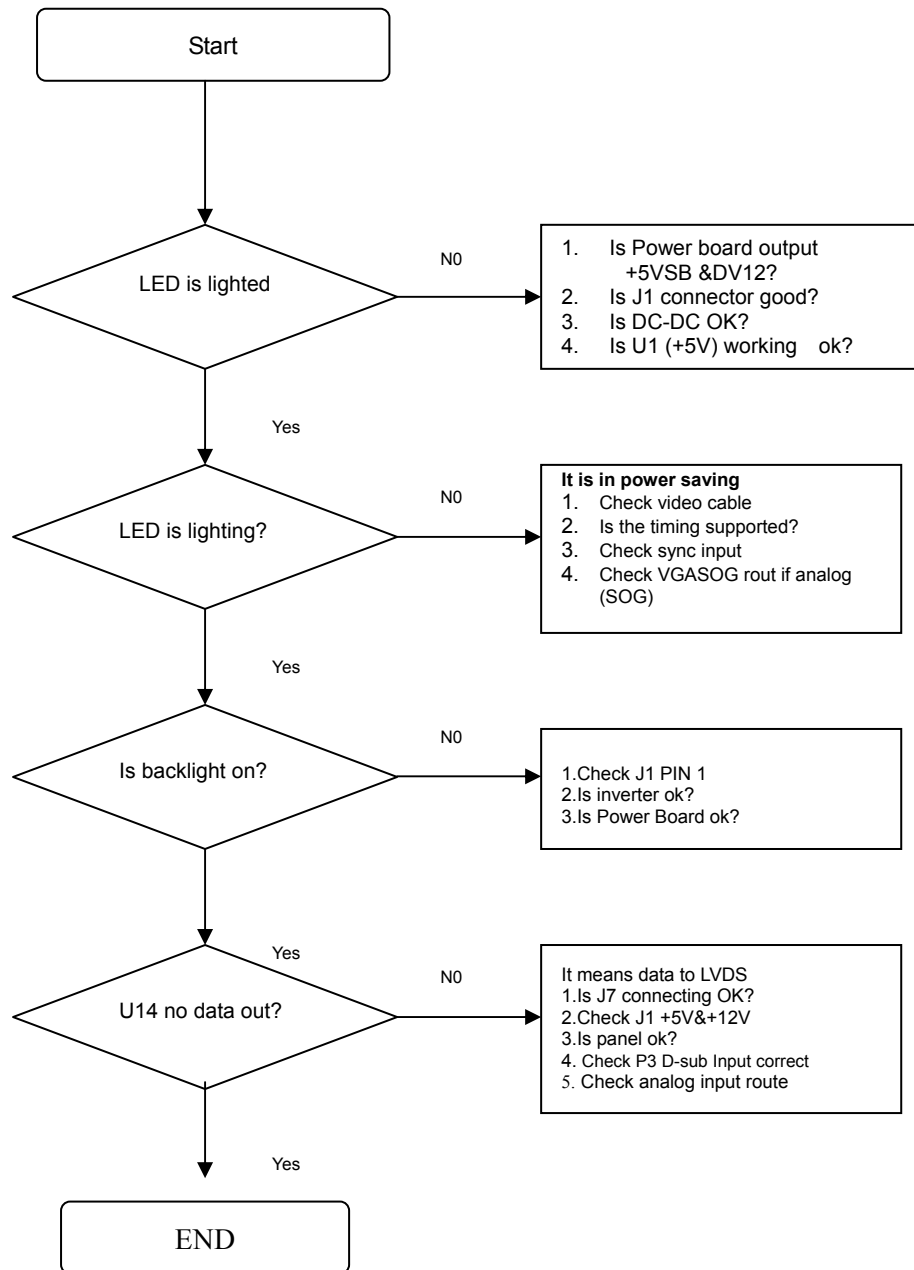 Start
LED is lighted
N0
1. Is Power board output
+5VSB &DV12?
2. Is J1 connector good?
3. Is DC-DC OK?
4. Is U1 (+5V) working ok?
Yes
LED is lighting?
N0
It is in power saving
1. Check video cable
2. Is the timing supported?
3. Check sync input
4. Check VGASOG rout if analog
(SOG)
Yes
Is backlight on?
N0
1.Check J1 PIN 1
2.Is inverter ok?
3.Is Power Board ok?
Yes
U14 no data out?
N0
It means data to LVDS
1.Is J7 connecting OK?
2.Check J1 +5V&+12V
3.Is panel ok?
4. Check P3 D-sub Input correct
5. Check analog input route
Yes
END